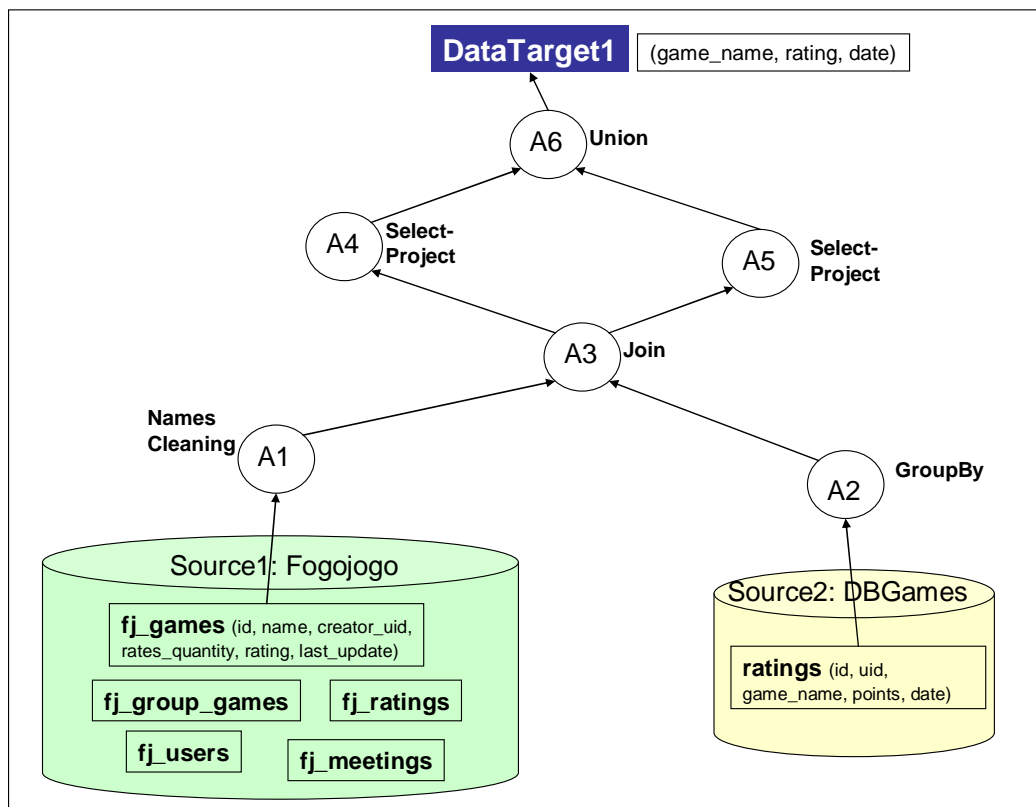 DataTarget1
(game_name, rating, date)
A6
Union
A4
Select-
Project
A5
Select-
Project
A3
Join
Names
Cleaning
A1
A2
GroupBy
Source1: Fogojogo
fj_games (id, name, creator_uid,
rates_quantity, rating, last_update)
fj_group_games
fj_ratings
fj_users
fj_meetings
Source2: DBGames
ratings (id, uid,
game_name, points, date)